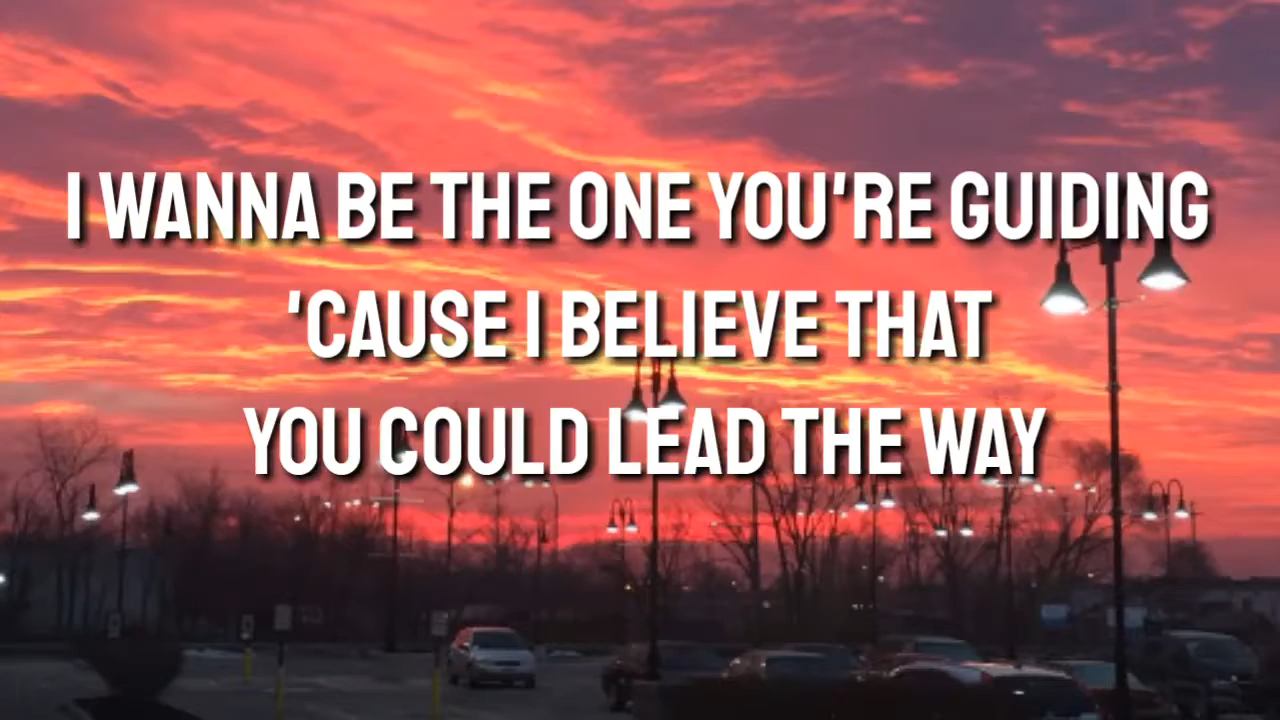 I WANNA BE THE ONE YOU'RE GUIDING
'CAUSE I BELIEVE THAT
YOU COULD LEAD THE WAY